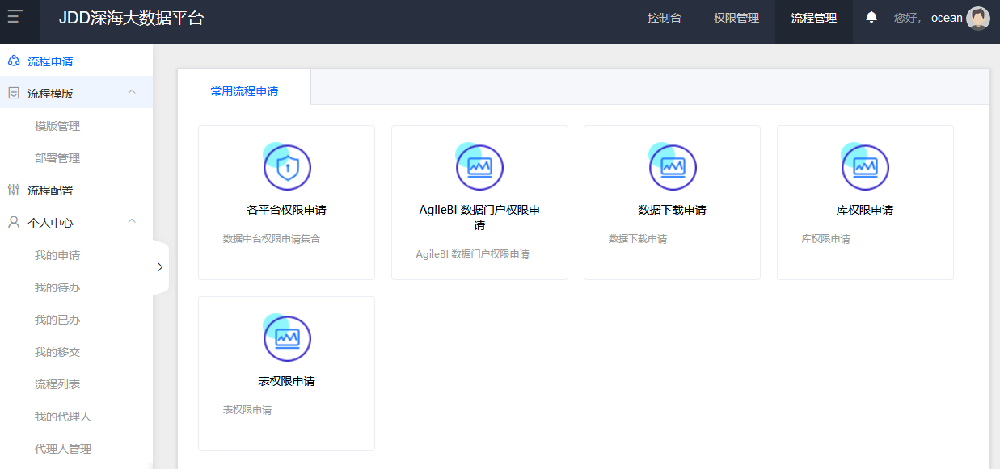 JDD深海大数据平台
控制台
权限管理
流程管理
您好，
ocean
流程申请
流程模版
模版管理
部署管理
流程配置
个人中心
我的申请
我的待办
我的已办
我的移交
流程列表
我的代理人
代理人管理
常用流程申请
各平台权限申请
数据中台权限申请集合
AgileBI 数据门户权限申
请
AgileBI 数据门户权限申请
数据下载申请
数据下载申请
库权限申请
库权限申请
表权限申请
表权限申请